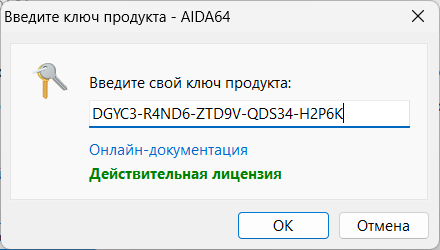 Введите ключ продукта - AIDA64
Введите свой ключ продукта:
DGYC3-R4ND6-ZTD9V-QDS34-H2P6K
Онлайн-документация
Действительная лицензия
OK
Отмена